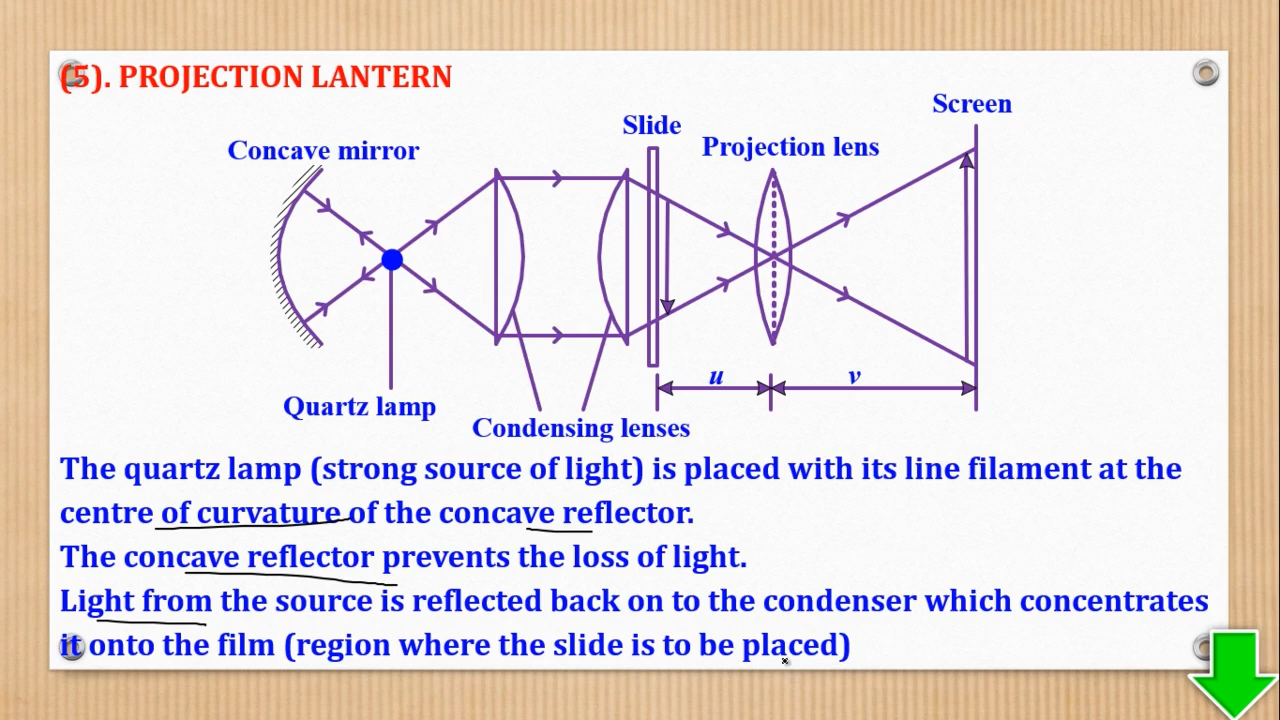 (5). PROJECTION LANTERN
Screen
Slide
Projection lens
Concave mirror
u
v
Quartz lamp
Condensing lenses
The quartz lamp (strong source of light) is placed with its line filament at the
centre of curvature of the concave reflector.
The concave reflector prevents the loss of light.
Light from the source is reflected back on to the condenser which concentrates
it onto the film (region where the slide is to be placed)